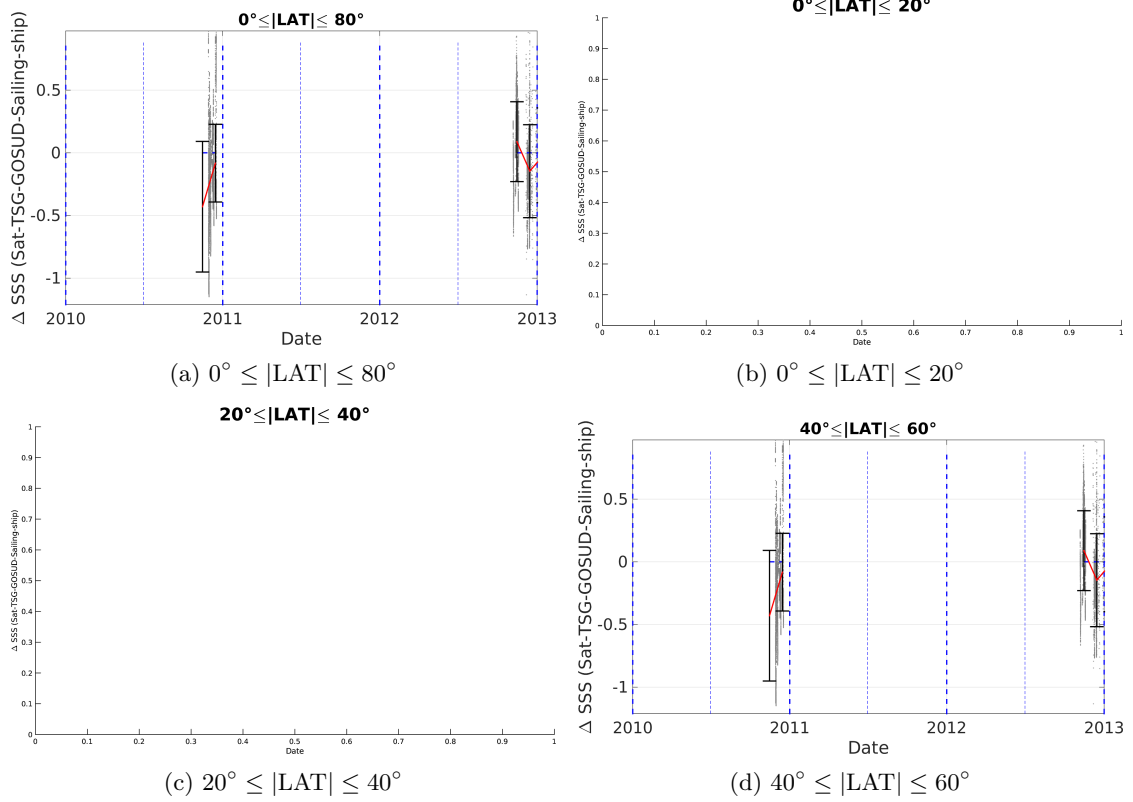 0°≤|LAT|≤ 80°
Δ SSS (Sat-TSG-GOSUD-Sailing-ship)
0.5
0
-0.5
-1
2010 2011 2012 2013
Date
(a) 0° ≤ |LAT| ≤ 80°
0°≤|LAT|≤ 20°
Δ SSS (Sat-TSG-GOSUD-Sailing-ship)
1
0.9
0.8
0.7
0.6
0.5
0.4
0.3
0.2
0.1
0
0 0.1 0.2 0.3 0.4 0.5 0.6 0.7 0.8 0.9 1
Date
(b) 0° ≤ |LAT| ≤ 20°
20°≤|LAT|≤ 40°
Δ SSS (Sat-TSG-GOSUD-Sailing-ship)
1
0.9
0.8
0.7
0.6
0.5
0.4
0.3
0.2
0.1
0
0 0.1 0.2 0.3 0.4 0.5 0.6 0.7 0.8 0.9 1
Date
(c) 20° ≤ |LAT| ≤ 40°
40°≤|LAT|≤ 60°
Δ SSS (Sat-TSG-GOSUD-Sailing-ship)
0.5
0
-0.5
-1
2010 2011 2012 2013
Date
(d) 40° ≤ |LAT| ≤ 60°